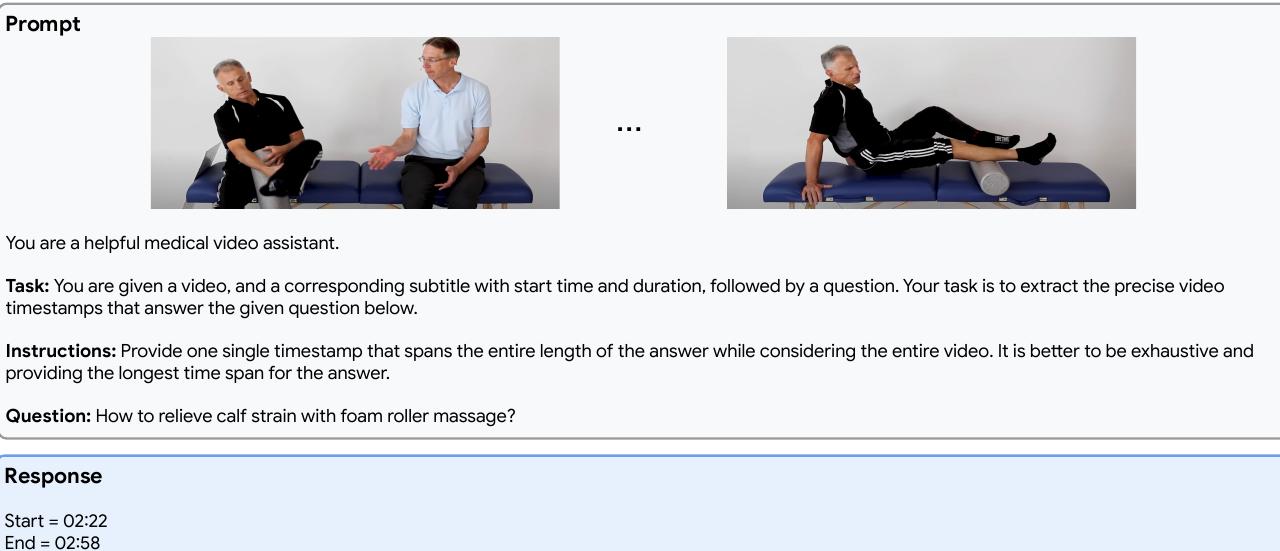 Prompt
...
You are a helpful medical video assistant.
Task: You are given a video, and a corresponding subtitle with start time and duration, followed by a question. Your task is to extract the precise video
timestamps that answer the given question below.
Instructions: Provide one single timestamp that spans the entire length of the answer while considering the entire video. It is better to be exhaustive and
providing the longest time span for the answer.
Question: How to relieve calf strain with foam roller massage?
Response
Start = 02:22
End = 02:58